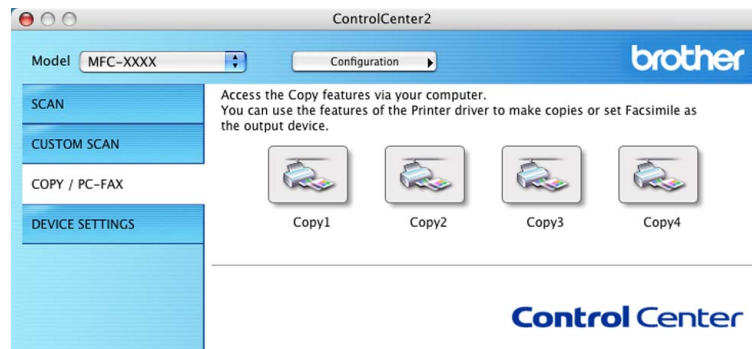 ControlCenter2
Model MFC-XXXX Configuration brother
SCAN
CUSTOM SCAN
COPY / PC-FAX
DEVICE SETTINGS
Access the Copy features via your computer.
You can use the features of the Printer driver to make copies or set Facsimile as
the output device.
Copy1 Copy2 Copy3 Copy4
Control Center